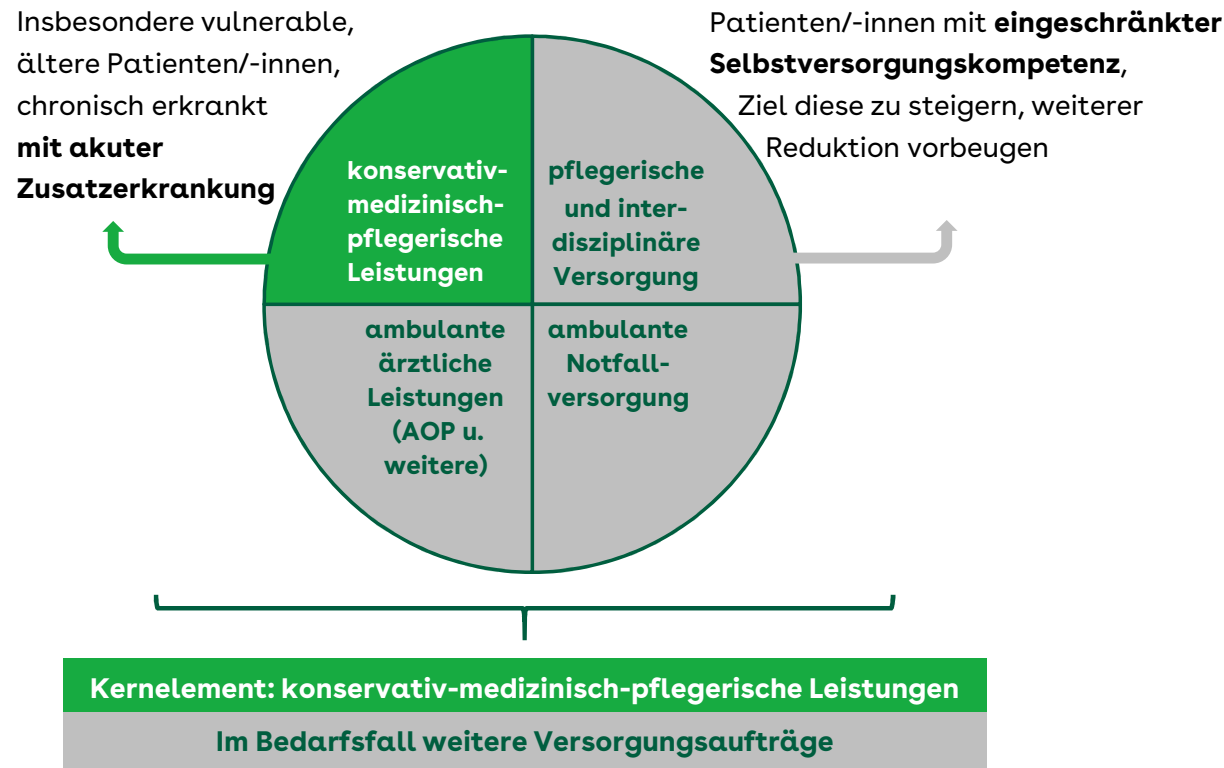 Insbesondere vulnerable,
ältere Patienten/-innen,
chronisch erkrankt
mit akuter
Zusatzerkrankung
Patienten/-innen mit eingeschränkter
Selbstversorgungskompetenz,
Ziel diese zu steigern, weiterer
Reduktion vorbeugen
konservativ-
medizinisch-
pflegerische
Leistungen
pflegerische
und inter-
disziplinäre
Versorgung
ambulante
ärztliche
Leistungen
(AOP u.
weitere)
ambulante
Notfall-
versorgung
Kernelement: konservativ-medizinisch-pflegerische Leistungen
Im Bedarfsfall weitere Versorgungsaufträge